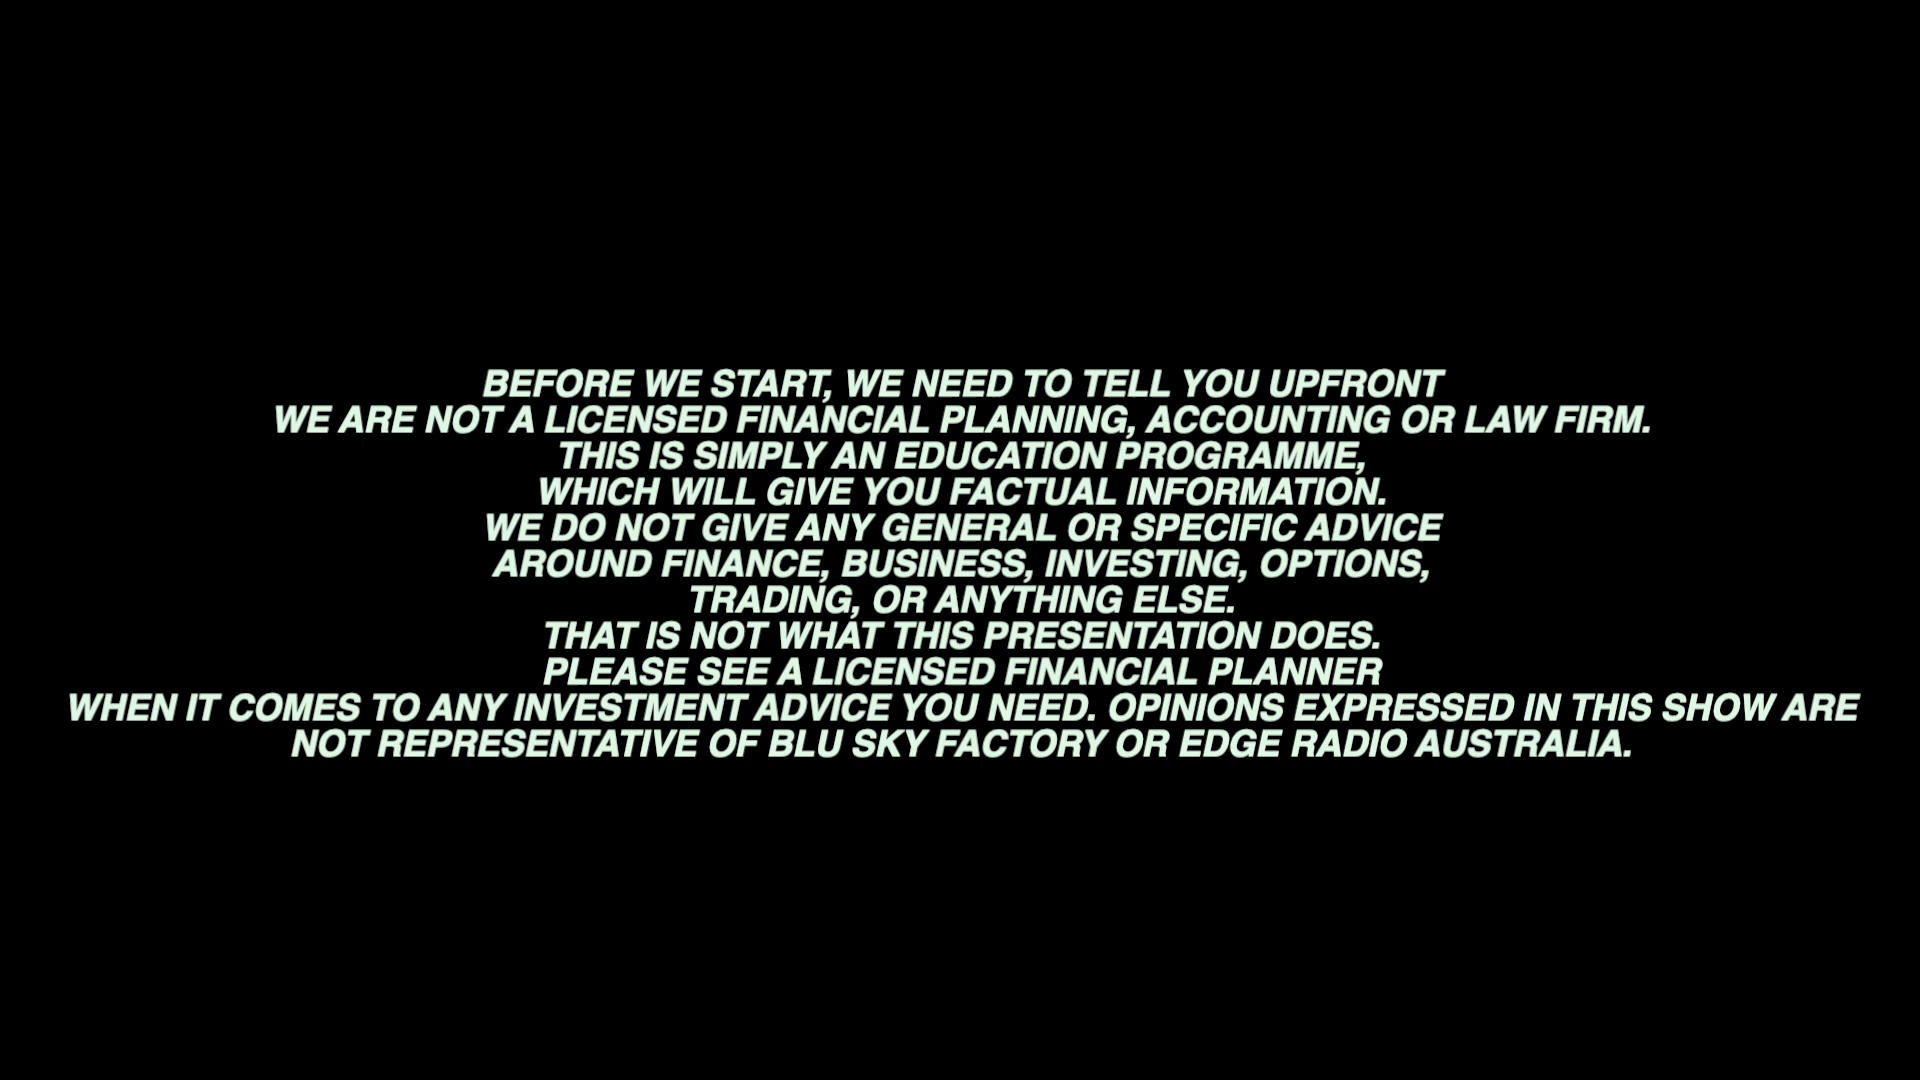 BEFORE WE START, WE NEED TO TELL YOU UPFRONT
WE ARE NOT A LICENSED FINANCIAL PLANNING, ACCOUNTING OR LAW FIRM.
THIS IS SIMPLY AN EDUCATION PROGRAMME,
WHICH WILL GIVE YOU FACTUAL INFORMATION.
WE DO NOT GIVE ANY GENERAL OR SPECIFIC ADVICE
AROUND FINANCE, BUSINESS, INVESTING, OPTIONS,
TRADING, OR ANYTHING ELSE.
THAT IS NOT WHAT THIS PRESENTATION DOES.
PLEASE SEE A LICENSED FINANCIAL PLANNER
WHEN IT COMES TO ANY INVESTMENT ADVICE YOU NEED. OPINIONS EXPRESSED IN THIS SHOW ARE
NOT REPRESENTATIVE OF BLU SKY FACTORY OR EDGE RADIO AUSTRALIA.